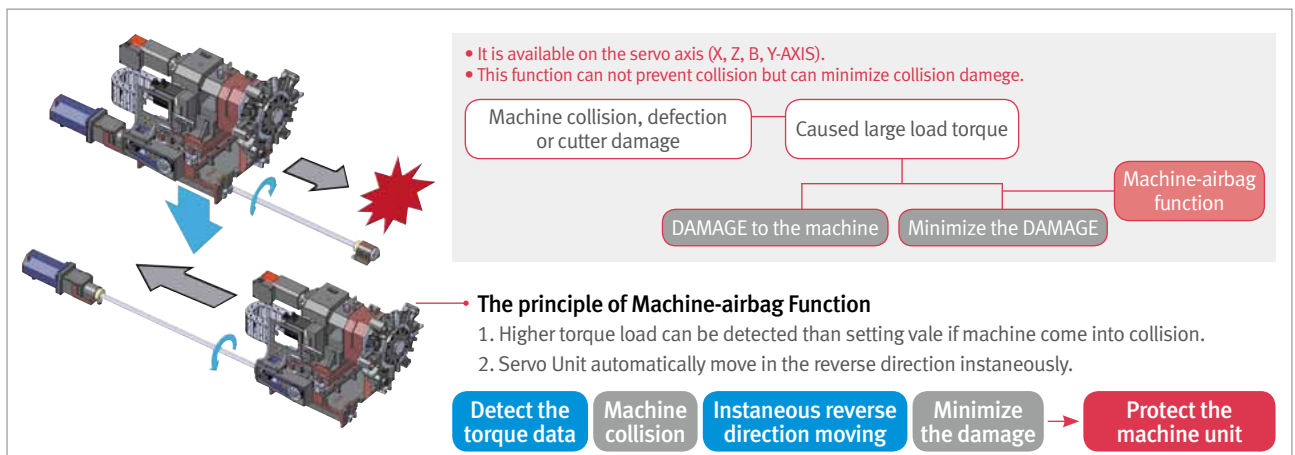 • It is available on the servo axis (X, Z, B, Y-AXIS).
• This function can not prevent collision but can minimize collision damege.
Machine collision, defection
or cutter damage
Caused large load torque
Machine-airbag
function
DAMAGE to the machine
Minimize the DAMAGE
The principle of Machine-airbag Function
1. Higher torque load can be detected than setting vale if machine come into collision.
2. Servo Unit automatically move in the reverse direction instaneously.
Detect the
torque data
Machine
collision
Instaneous reverse
direction moving
Minimize
the damage
Protect the
machine unit